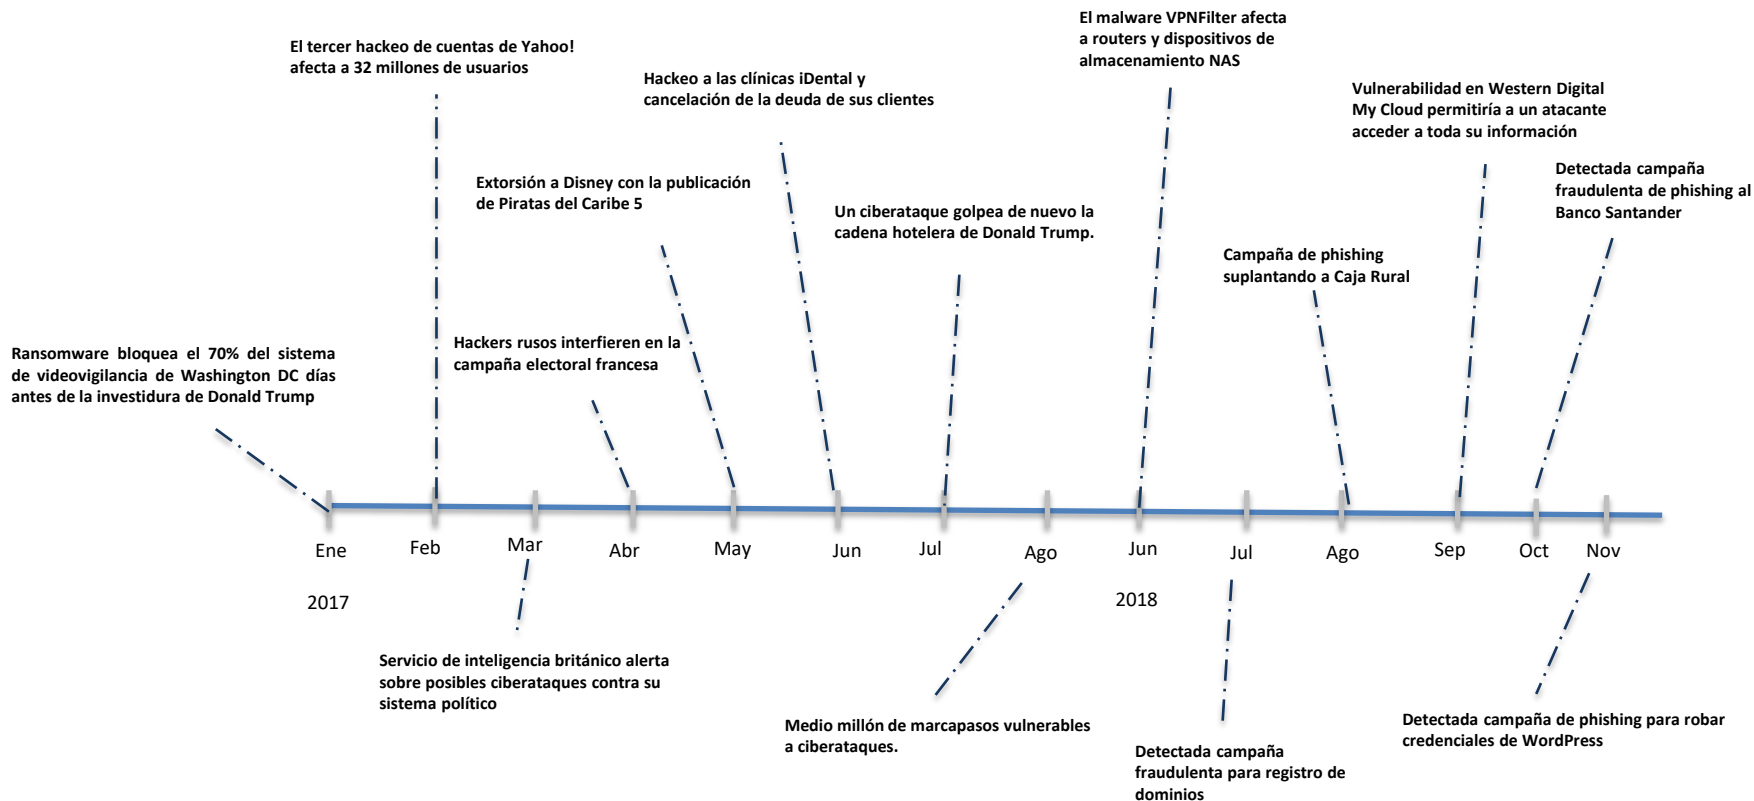 El malware VPNFilter afecta
a routers y dispositivos de
almacenamiento NAS
El tercer hackeo de cuentas de Yahoo!
afecta a 32 millones de usuarios
Hackeo a las clínicas iDental y
cancelación de la deuda de sus clientes
Vulnerabilidad en Western Digital
My Cloud permitiría a un atacante
acceder a toda su información
Extorsión a Disney con la publicación
de Piratas del Caribe 5
Detectada campaña
fraudulenta de phishing al
Banco Santander
Un ciberataque golpea de nuevo la
cadena hotelera de Donald Trump.
Campaña de phishing
suplantando a Caja Rural
Hackers rusos interfieren en la
campaña electoral francesa
Ransomware bloquea el 70% del sistema
de videovigilancia de Washington DC días
antes de la investidura de Donald Trump
Ene
Feb
Mar
Abr
May
Jun
Jul
Ago
Jun
Jul
Ago
Sep
Oct
Nov
2017
2018
Servicio de inteligencia británico alerta
sobre posibles ciberataques contra su
sistema político
Medio millón de marcapasos vulnerables
a ciberataques.
Detectada campaña
fraudulenta para registro de
dominios
Detectada campaña de phishing para robar
credenciales de WordPress